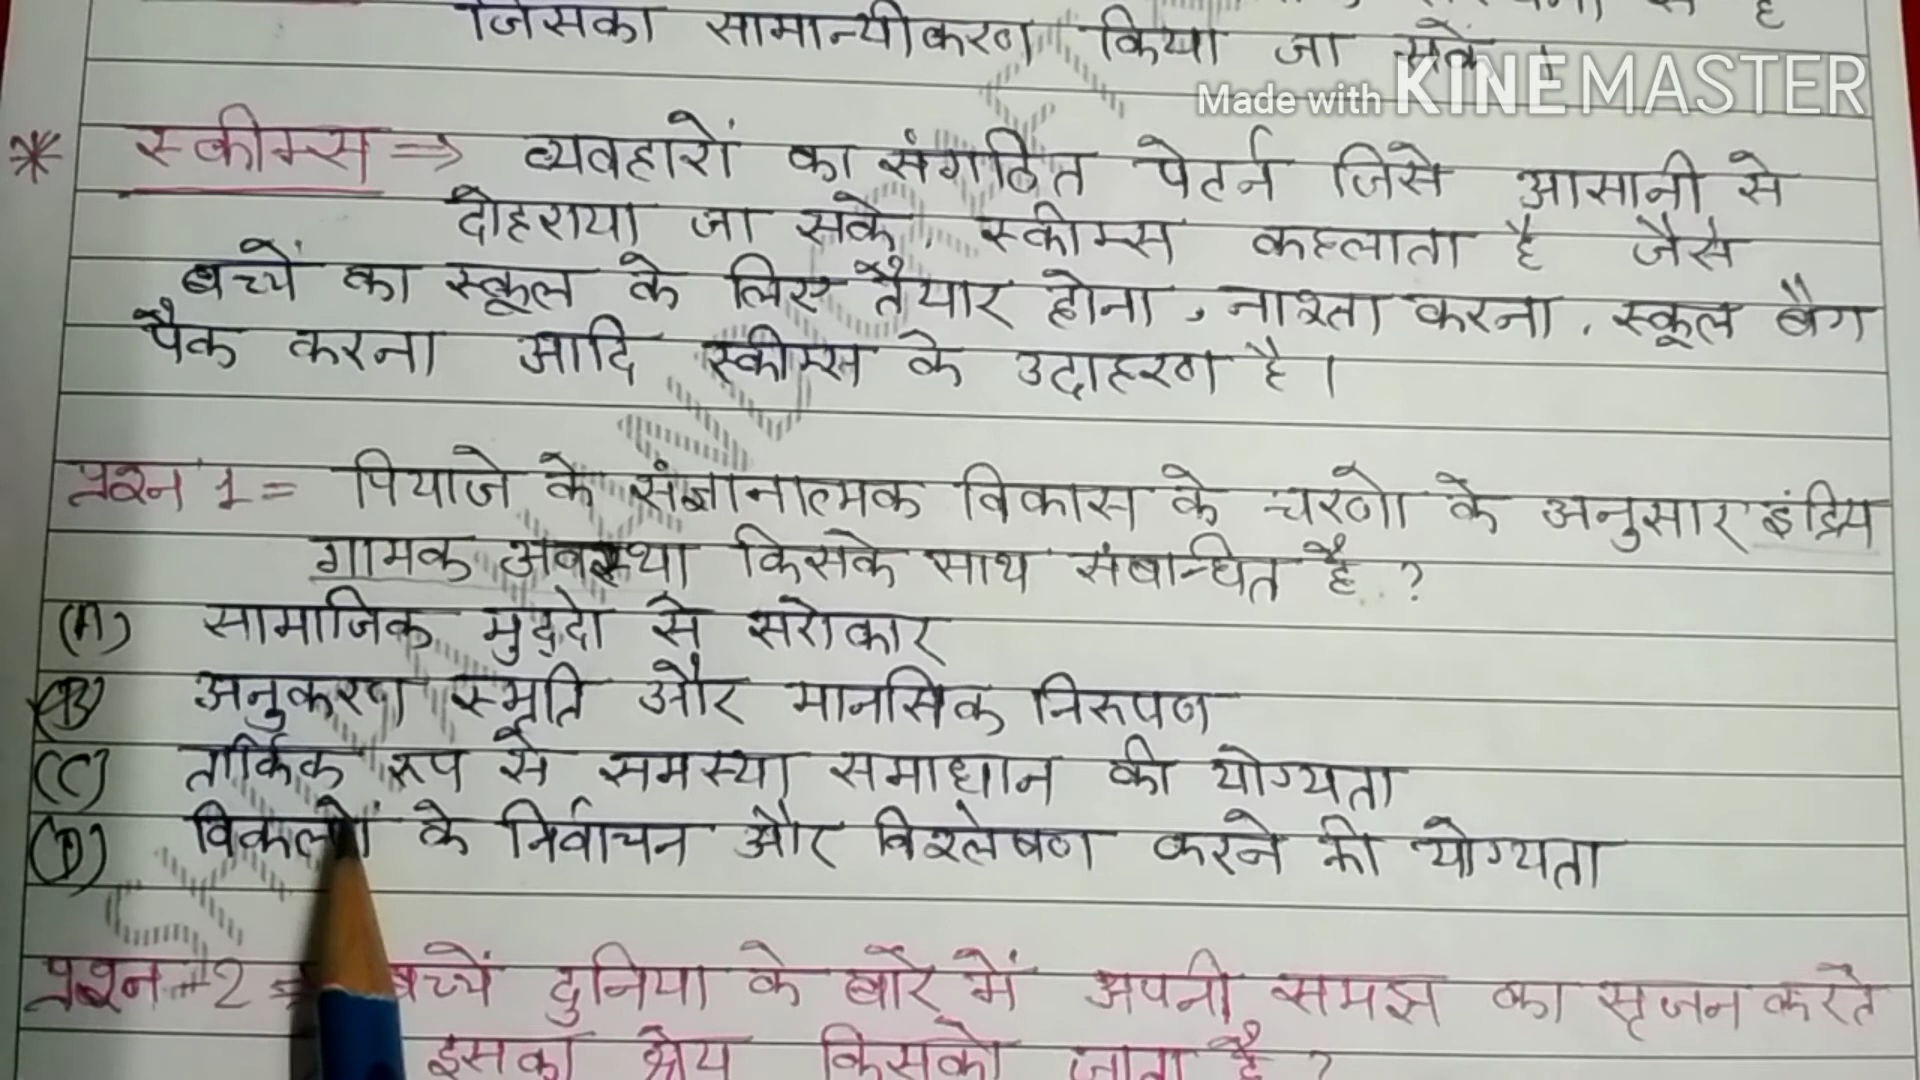 जिसका सामान्यीकरण किया जा सके।
Made with KINEMASTER
* स्कीम्स ⇒ व्यवहारों का संगठित पेटर्न जिसे आसानी से
दोहराया जा सके, स्कीम्स कहलाता है जैसे
बच्चें का स्कूल के लिए तैयार होना, नाश्ता करना, स्कूल बैग
पैक करना आदि स्कीम्स के उदाहरण है।
प्रश्न 1 = पियाजे के संज्ञानात्मक विकास के चरणो के अनुसार इंद्रिय
गामक अवस्था किसके साथ संबन्धित है ?
(A) सामाजिक मुद्दो से सरोकार
(B) अनुकरण स्मृति और मानसिक निरूपण
(C) तार्किक रूप से समस्या समाधान की योग्यता
(D) विकल्पों के निर्वाचन और विश्लेषण करने की योग्यता
प्रश्न 2 बच्चें दुनिया के बारे में अपनी समझ का सृजन करते
इसका श्रेय किसको जाता है ?